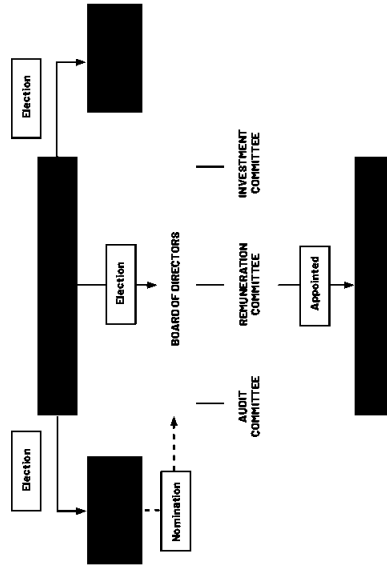 Election
Election
Election
Nomination
BOARD OF DIRECTORS
AUDIT
COMMITTEE
REMUNERATION
COMMITTEE
INVESTMENT
COMMITTEE
Appointed